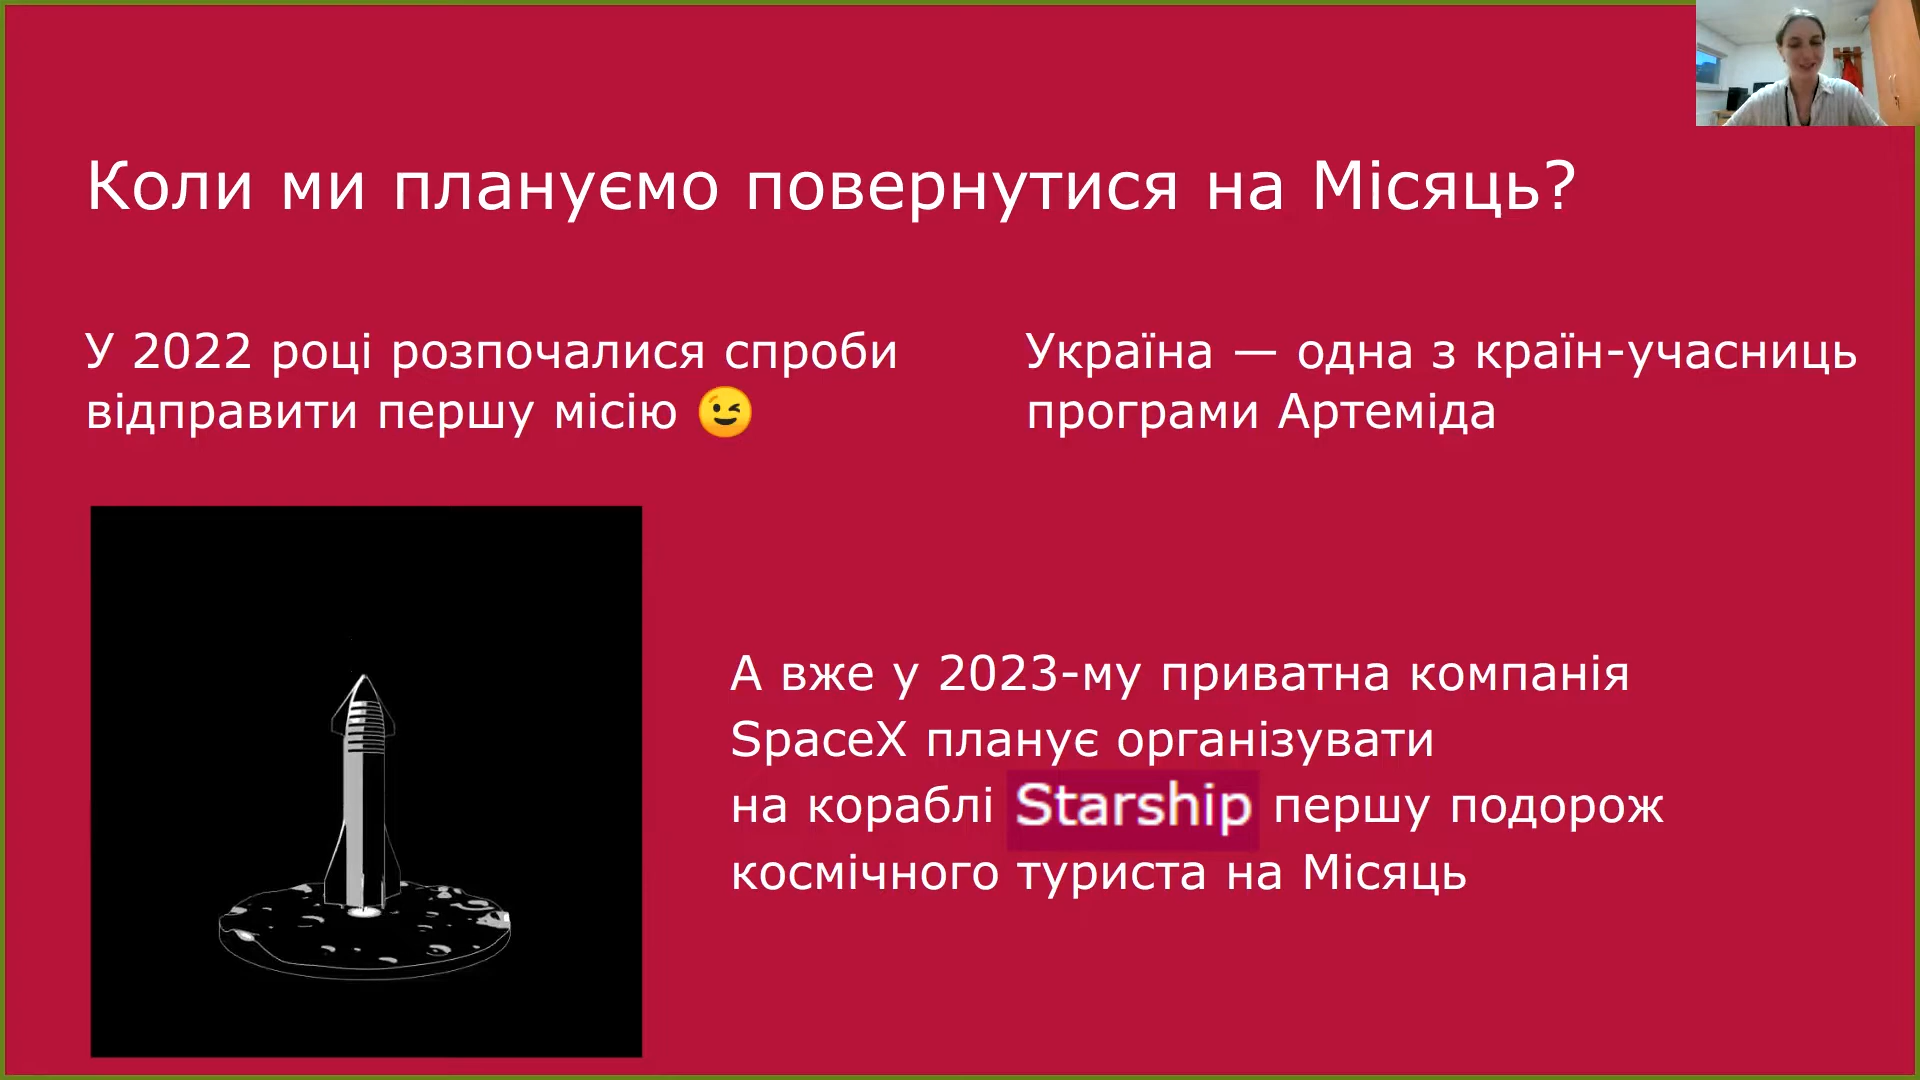 Коли ми плануємо повернутися на Місяць?
У 2022 році розпочалися спроби
відправити першу місію 😉
Україна — одна з країн-учасниць
програми Артеміда
А вже у 2023-му приватна компанія
SpaceX планує організувати
на кораблі Starship першу подорож
космічного туриста на Місяць